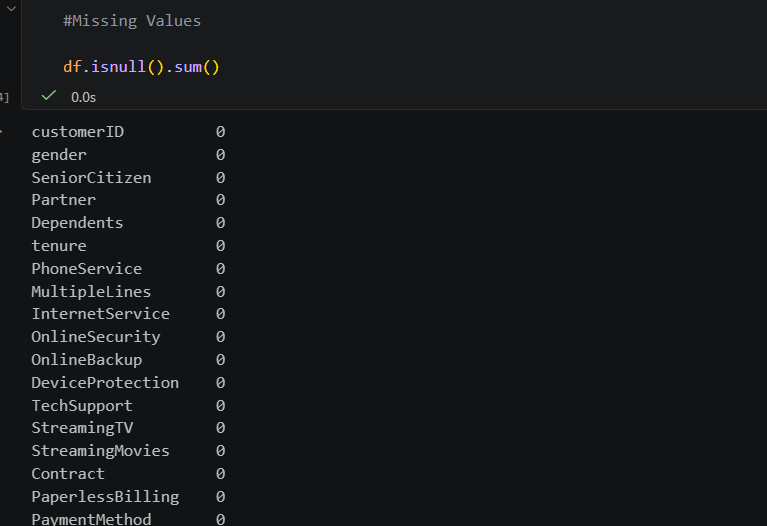 #Missing Values
df.isnull().sum()
4]
0.0s
customerID 0
gender 0
SeniorCitizen 0
Partner 0
Dependents 0
tenure 0
PhoneService 0
MultipleLines 0
InternetService 0
OnlineSecurity 0
OnlineBackup 0
DeviceProtection 0
TechSupport 0
StreamingTV 0
StreamingMovies 0
Contract 0
PaperlessBilling 0
PaymentMethod 0